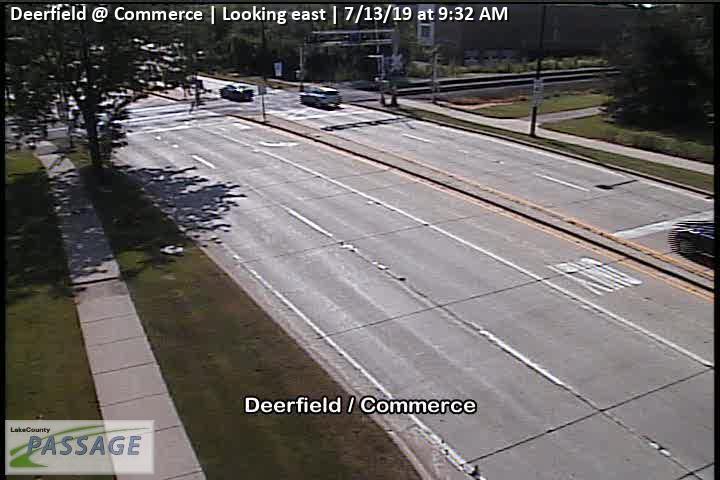 Deerfield @ Commerce | Looking east | 7/13/19 at 9:32 AM
Deerfield / Commerce
LakeCounty
PASSAGE